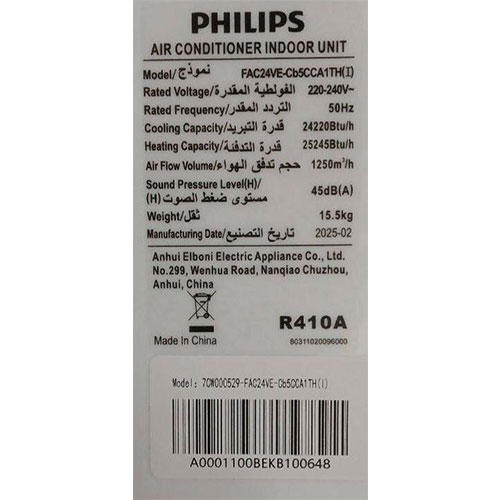 PHILIPS
AIR CONDITIONER INDOOR UNIT
Model/ نموذج: FAC24VE-Cb5CCA1TH(I)
Rated Voltage/ الفولطية المقدرة: 220-240V~
Rated Frequency/ التردد المقدر: 50Hz
Cooling Capacity/ قدرة التبريد: 24220Btu/h
Heating Capacity/ قدرة التدفئة: 25245Btu/h
Air Flow Volume/ حجم تدفق الهواء: 1250m³/h
Sound Pressure Level(H)/ 45dB(A)
مستوى ضغط الصوت(H):
Weight/ ثقل: 15.5kg
Manufacturing Date/ تاريخ التصنيع: 2025-02
Anhui Elboni Electric Appliance Co., Ltd.
No.299, Wenhua Road, Nanqiao Chuzhou,
Anhui, China
R410A
Made In China
80311020096000
Model: 7CW000529-FAC24VE-Cb5CCA1TH(I)
A0001100BEKB100648